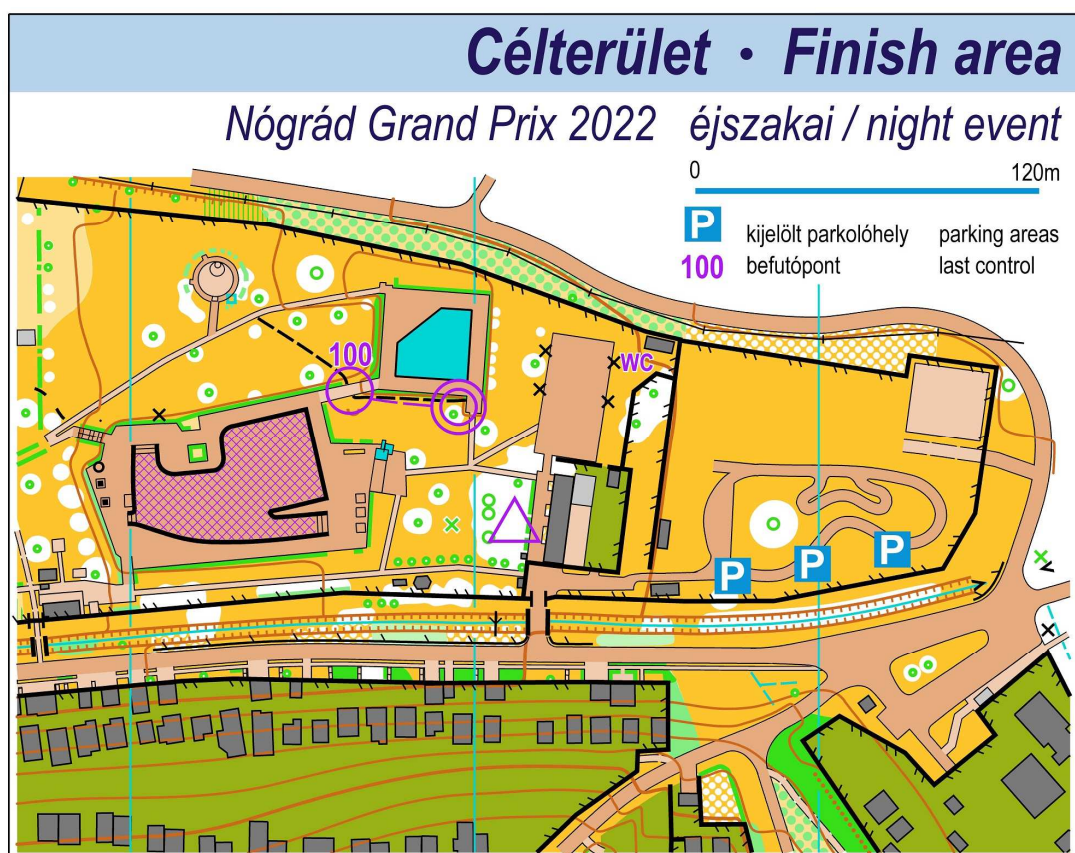 Célterület • Finish area
Nógrád Grand Prix 2022 éjszakai / night event
0 120m
P kijelölt parkolóhely parking areas
100 befutópont last control
100
WC
P
P
P